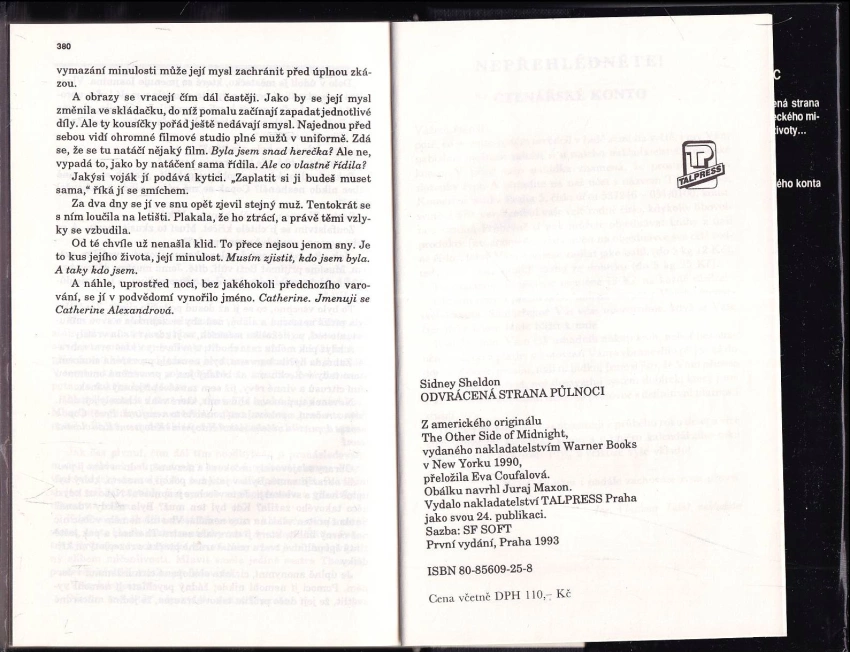 380
vymazání minulosti může její mysl zachránit před úplnou zká-
zou.
A obrazy se vracejí čím dál častěji. Jako by se její mysl
změnila ve skládačku, do níž pomalu začínají zapadat jednotlivé
díly. Ale ty kousíčky pořád ještě nedávají smysl. Najednou před
sebou vidí ohromné filmové studio plné mužů v uniformě. Zdá
se, že se tu natáčí nějaký film. Byla jsem snad herečka? Ale ne,
vypadá to, jako by natáčení sama řídila. Ale co vlastně řídila?
Jakýsi voják jí podává kytici. „Zaplatit si ji budeš muset
sama,“ říká jí se smíchem.
Za dva dny se jí ve snu opět zjevil stejný muž. Tentokrát se
s ním loučila na letišti. Plakala, že ho ztrácí, a právě těmi vzly-
ky se vzbudila.
Od té chvíle už nenašla klid. To přece nejsou jenom sny. Je
to kus jejího života, její minulost. Musím zjistit, kdo jsem byla.
A taky kdo jsem.
A náhle, uprostřed noci, bez jakéhokoli předchozího varo-
vání, se jí v podvědomí vynořilo jméno. Catherine. Jmenuji se
Catherine Alexandrová.
TP
TALPRESS
Sidney Sheldon
ODVRÁCENÁ STRANA PŮLNOCI
Z amerického originálu
The Other Side of Midnight,
vydaného nakladatelstvím Warner Books
v New Yorku 1990,
přeložila Eva Coufalová.
Obálku navrhl Juraj Maxon.
Vydalo nakladatelství TALPRESS Praha
jako svou 24. publikaci.
Sazba: SF SOFT
První vydání, Praha 1993
ISBN 80-85609-25-8
Cena včetně DPH 110,- Kč
C
ená strana
eckého mi-
životy...
ého konta